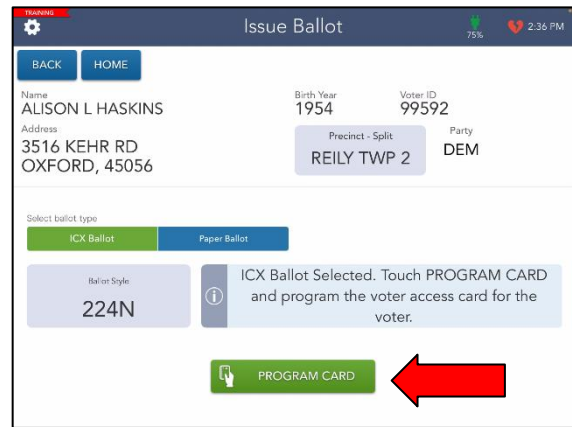 TRAINING
Issue Ballot
75%
2:36 PM
BACK HOME
Name Birth Year Voter ID
ALISON L HASKINS 1954 99592
Address Precinct - Split Party
3516 KEHR RD REILY TWP 2 DEM
OXFORD, 45056
Select ballot type
ICX Ballot Paper Ballot
Ballot Style
224N
ICX Ballot Selected. Touch PROGRAM CARD
and program the voter access card for the
voter.
PROGRAM CARD